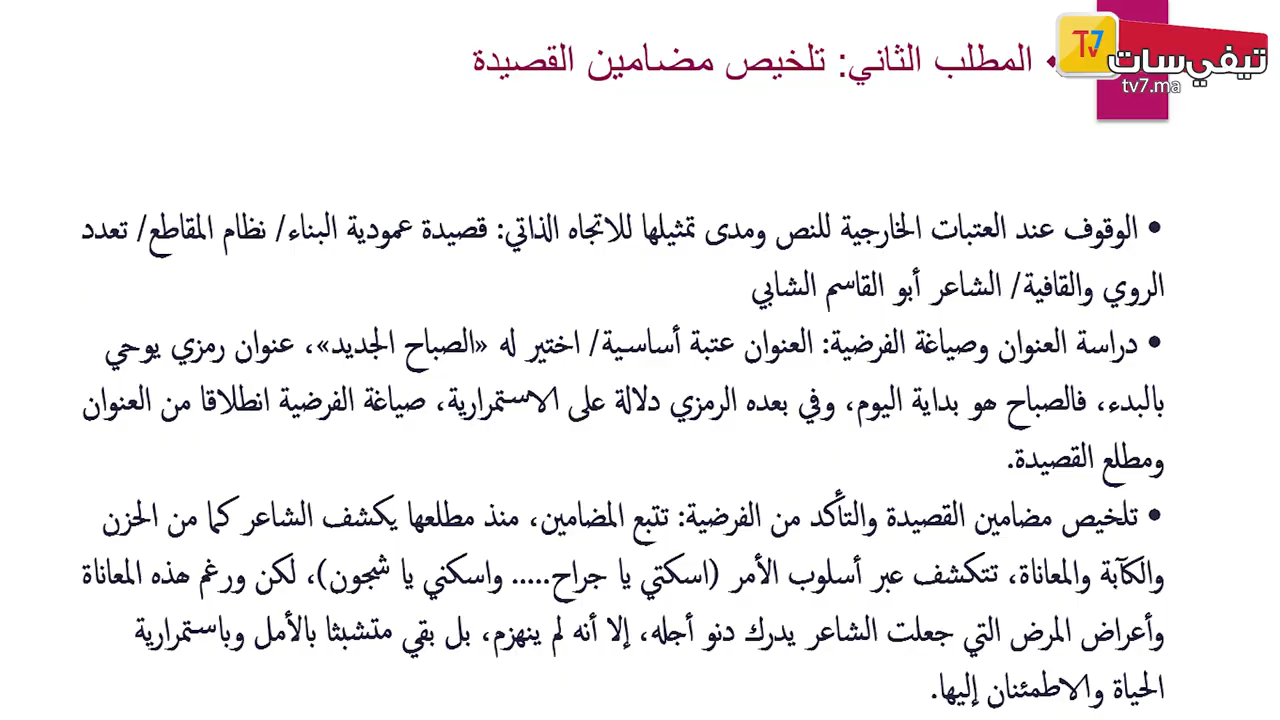 • المطلب الثاني: تلخيص مضامين القصيدة
Tv7
تيفي سات
tv7.ma
• الوقوف عند العتبات الخارجية للنص ومدى تمثيلها للاتجاه الذاتي: قصيدة عمودية البناء/ نظام المقاطع/ تعدد
الروي والقافية/ الشاعر أبو القاسم الشابي
• دراسة العنوان وصياغة الفرضية: العنوان عتبة أساسية/ اختير له «الصباح الجديد»، عنوان رمزي يوحي
بالبدء، فالصباح هو بداية اليوم، وفي بعده الرمزي دلالة على الاستمرارية، صياغة الفرضية انطلاقا من العنوان
ومطلع القصيدة.
• تلخيص مضامين القصيدة والتأكد من الفرضية: تتبع المضامين، منذ مطلعها يكشف الشاعر كما من الحزن
والكآبة والمعاناة، تتكشف عبر أسلوب الأمر (اسكتي يا جراح..... واسكني يا شجون)، لكن ورغم هذه المعاناة
وأعراض المرض التي جعلت الشاعر يدرك دنو أجله، إلا أنه لم ينهزم، بل بقي متشبثا بالأمل وباستمرارية
الحياة والاطمئنان إليها.